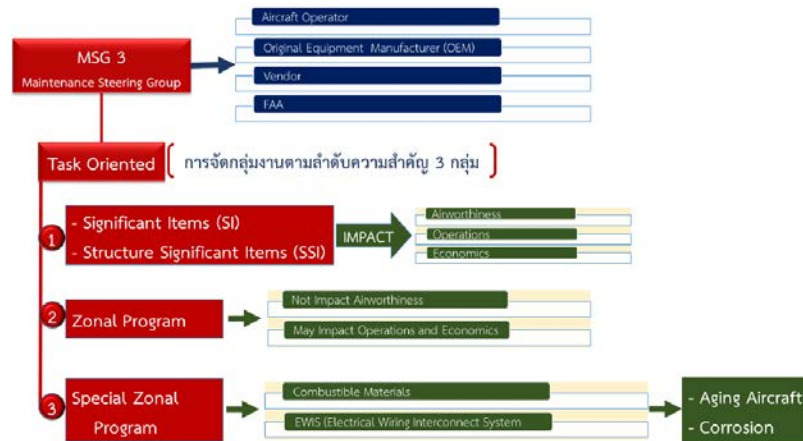 MSG 3
Maintenance Steering Group
Aircraft Operator
Original Equipment Manufacturer (OEM)
Vendor
FAA
Task Oriented
การจัดกลุ่มงานตามลำดับความสำคัญ 3 กลุ่ม
1
- Significant Items (SI)
- Structure Significant Items (SSI)
IMPACT
Airworthiness
Operations
Economics
2
Zonal Program
Not Impact Airworthiness
May Impact Operations and Economics
3
Special Zonal
Program
Combustible Materials
EWIS (Electrical Wiring Interconnect System
- Aging Aircraft
- Corrosion